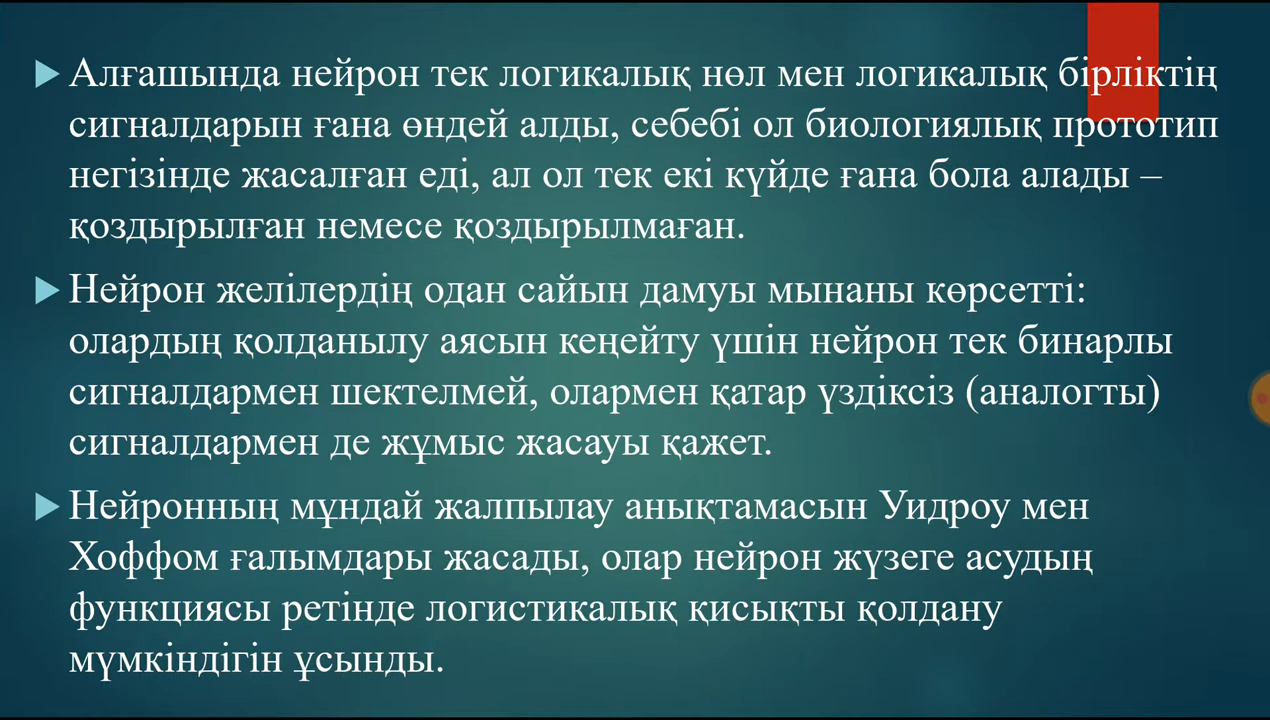 Алғашында нейрон тек логикалық нөл мен логикалық бірліктің
сигналдарын ғана өндей алды, себебі ол биологиялық прототип
негізінде жасалған еді, ал ол тек екі күйде ғана бола алады –
қоздырылған немесе қоздырылмаған.
Нейрон желілердің одан сайын дамуы мынаны көрсетті:
олардың қолданылу аясын кеңейту үшін нейрон тек бинарлы
сигналдармен шектелмей, олармен қатар үздіксіз (аналогты)
сигналдармен де жұмыс жасауы қажет.
Нейронның мұндай жалпылау анықтамасын Уидроу мен
Хоффом ғалымдары жасады, олар нейрон жүзеге асудың
функциясы ретінде логистикалық қисықты қолдану
мүмкіндігін ұсынды.